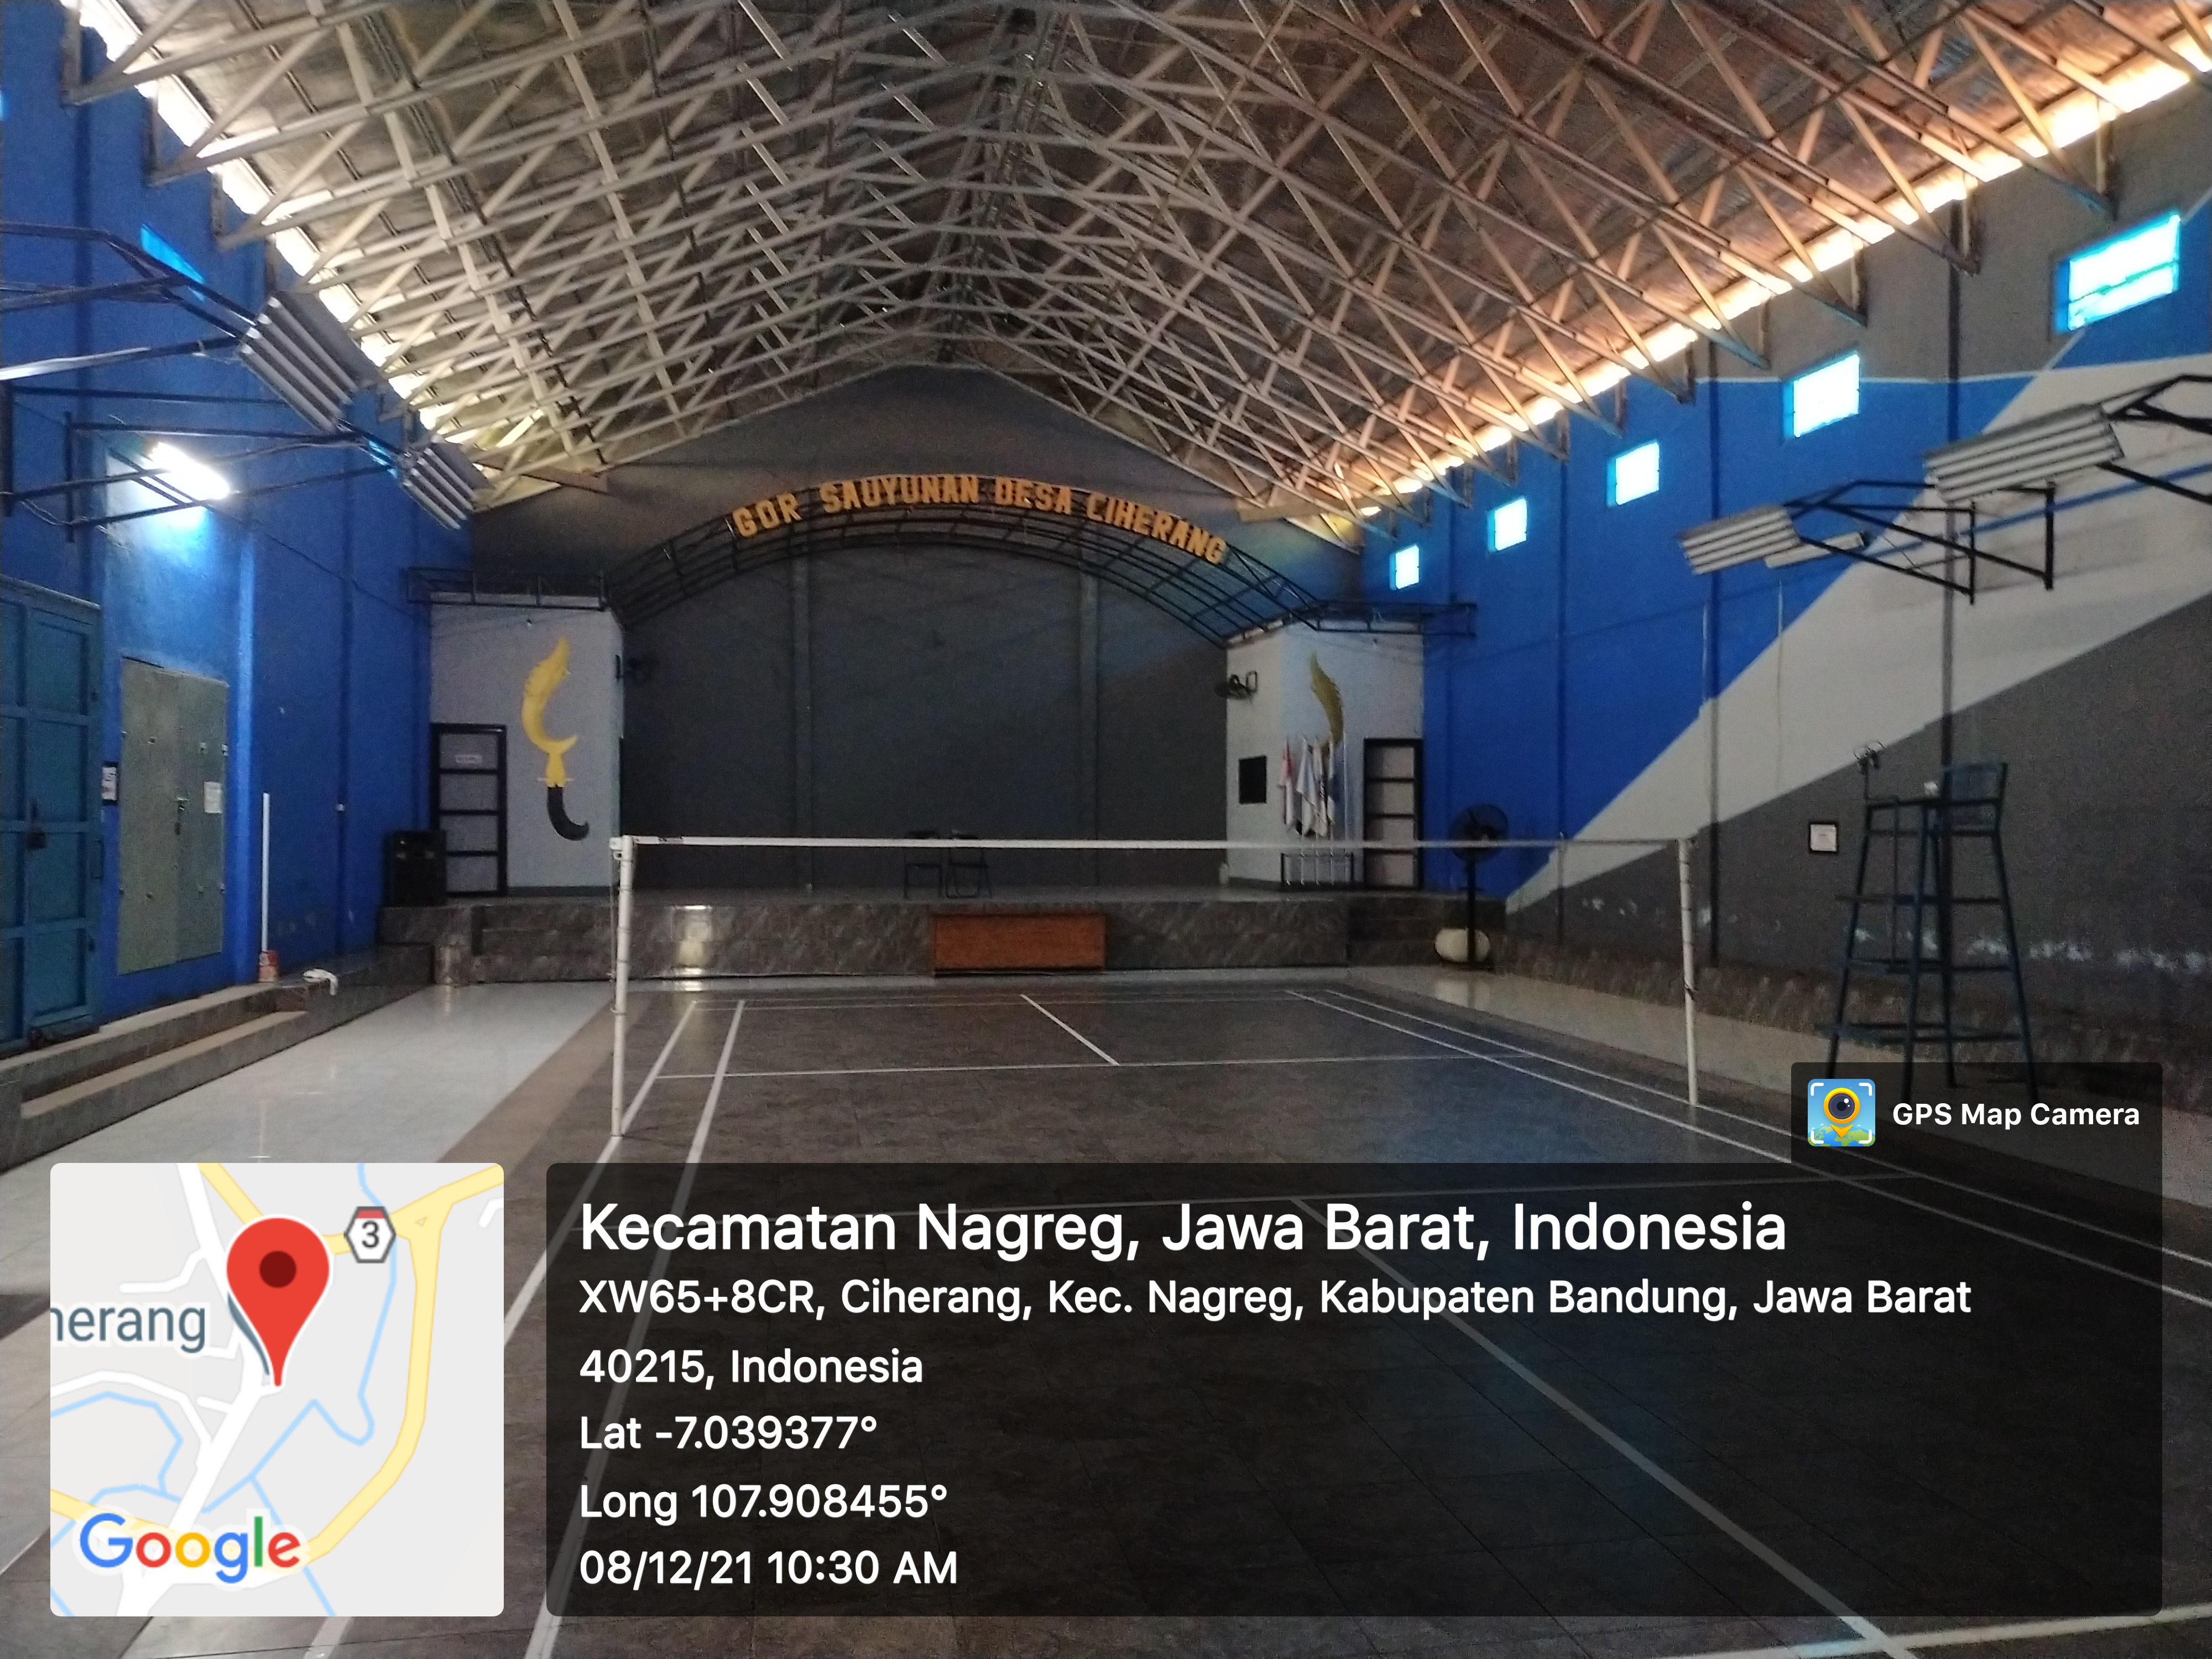 GOR SAUYUNAN DESA CIHERANG
GPS Map Camera
3
herang
Google
Kecamatan Nagreg, Jawa Barat, Indonesia
XW65+8CR, Ciherang, Kec. Nagreg, Kabupaten Bandung, Jawa Barat
40215, Indonesia
Lat -7.039377°
Long 107.908455°
08/12/21 10:30 AM